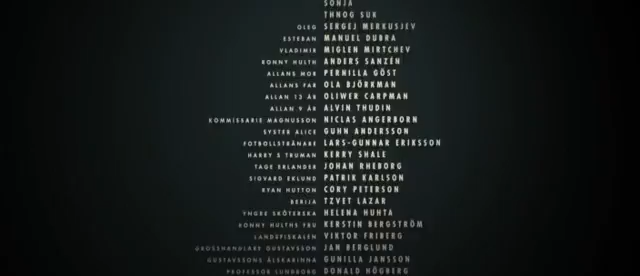 SONJA
THNOG SUK
OLEG SERGEJ MERKUSJEV
ESTEBAN MANUEL DUBRA
VLADIMIR MIGLEN MIRTCHEV
RONNY HULTH ANDERS SANZÉN
ALLANS MOR PERNILLA GÖST
ALLANS FAR OLA BJÖRKMAN
ALLAN 13 ÅR OLIWER CARPMAN
ALLAN 9 ÅR ALVIN THUDIN
KOMMISSARIE MAGNUSSON NICLAS ANGERBORN
SYSTER ALICE GUHN ANDERSSON
FOTBOLLSTRÄNARE LARS-GUNNAR ERIKSSON
HARRY S TRUMAN KERRY SHALE
TAGE ERLANDER JOHAN RHEBORG
SIGVARD EKLUND PATRIK KARLSON
RYAN HUTTON CORY PETERSON
BERIJA TZVET LAZAR
YNGRE SKÖTERSKA HELENA HUHTA
RONNY HULTHS FRU KERSTIN BERGSTRÖM
LANDSFISKALEN VIKTOR FRIBERG
GROSSHANDLARE GUSTAVSSON JAN BERGLUND
GUSTAVSSONS ÄLSKARINNA GUNILLA JANSSON
PROFESSOR LUNDBORG DONALD HÖGBERG